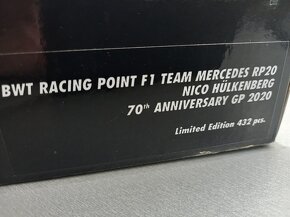 BWT RACING POINT F1 TEAM MERCEDES RP20
NICO HÜLKENBERG
70th ANNIVERSARY GP 2020
Limited Edition 432 pcs.